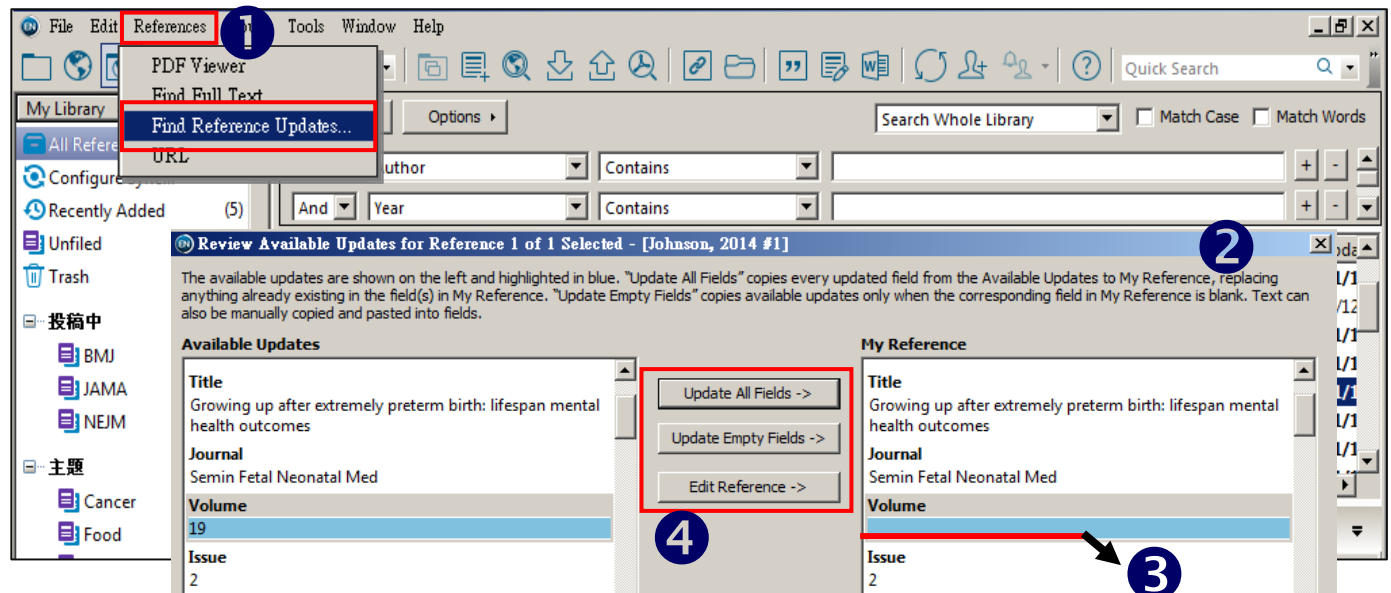 File Edit References Tools Window Help
1
PDF Viewer
Find Full Text
Find Reference Updates...
URL
Quick Search
My Library
Options
Search Whole Library
Match Case
Match Words
All Refere
Configure
Author
Contains
+ -
Recently Added (5)
And
Year
Contains
+ -
Unfiled
Trash
投稿中
BMJ
JAMA
NEJM
主題
Cancer
Food
Review Available Updates for Reference 1 of 1 Selected - [Johnson, 2014 #1]
2
The available updates are shown on the left and highlighted in blue. "Update All Fields" copies every updated field from the Available Updates to My Reference, replacing
anything already existing in the field(s) in My Reference. "Update Empty Fields" copies available updates only when the corresponding field in My Reference is blank. Text can
also be manually copied and pasted into fields.
Available Updates
Title
Growing up after extremely preterm birth: lifespan mental
health outcomes
Journal
Semin Fetal Neonatal Med
Volume
19
Issue
2
Update All Fields ->
Update Empty Fields ->
Edit Reference ->
4
My Reference
Title
Growing up after extremely preterm birth: lifespan mental
health outcomes
Journal
Semin Fetal Neonatal Med
Volume
Issue
2
3